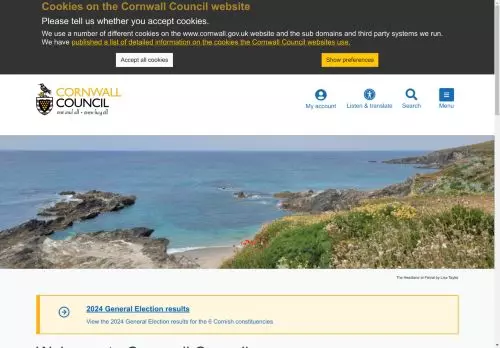 Cookies on the Cornwall Council website
Please tell us whether you accept cookies.
We use a number of different cookies on the www.cornwall.gov.uk website and the sub domains and third party systems we run.
We have published a list of detailed information on the cookies the Cornwall Council websites use.
Accept all cookies
Show preferences
CORNWALL
COUNCIL
one and all • onen hag oll
My account
Listen & translate
Search
Menu
The Headland at Fistral by Lisa Tayles
2024 General Election results
View the 2024 General Election results for the 6 Cornish constituencies